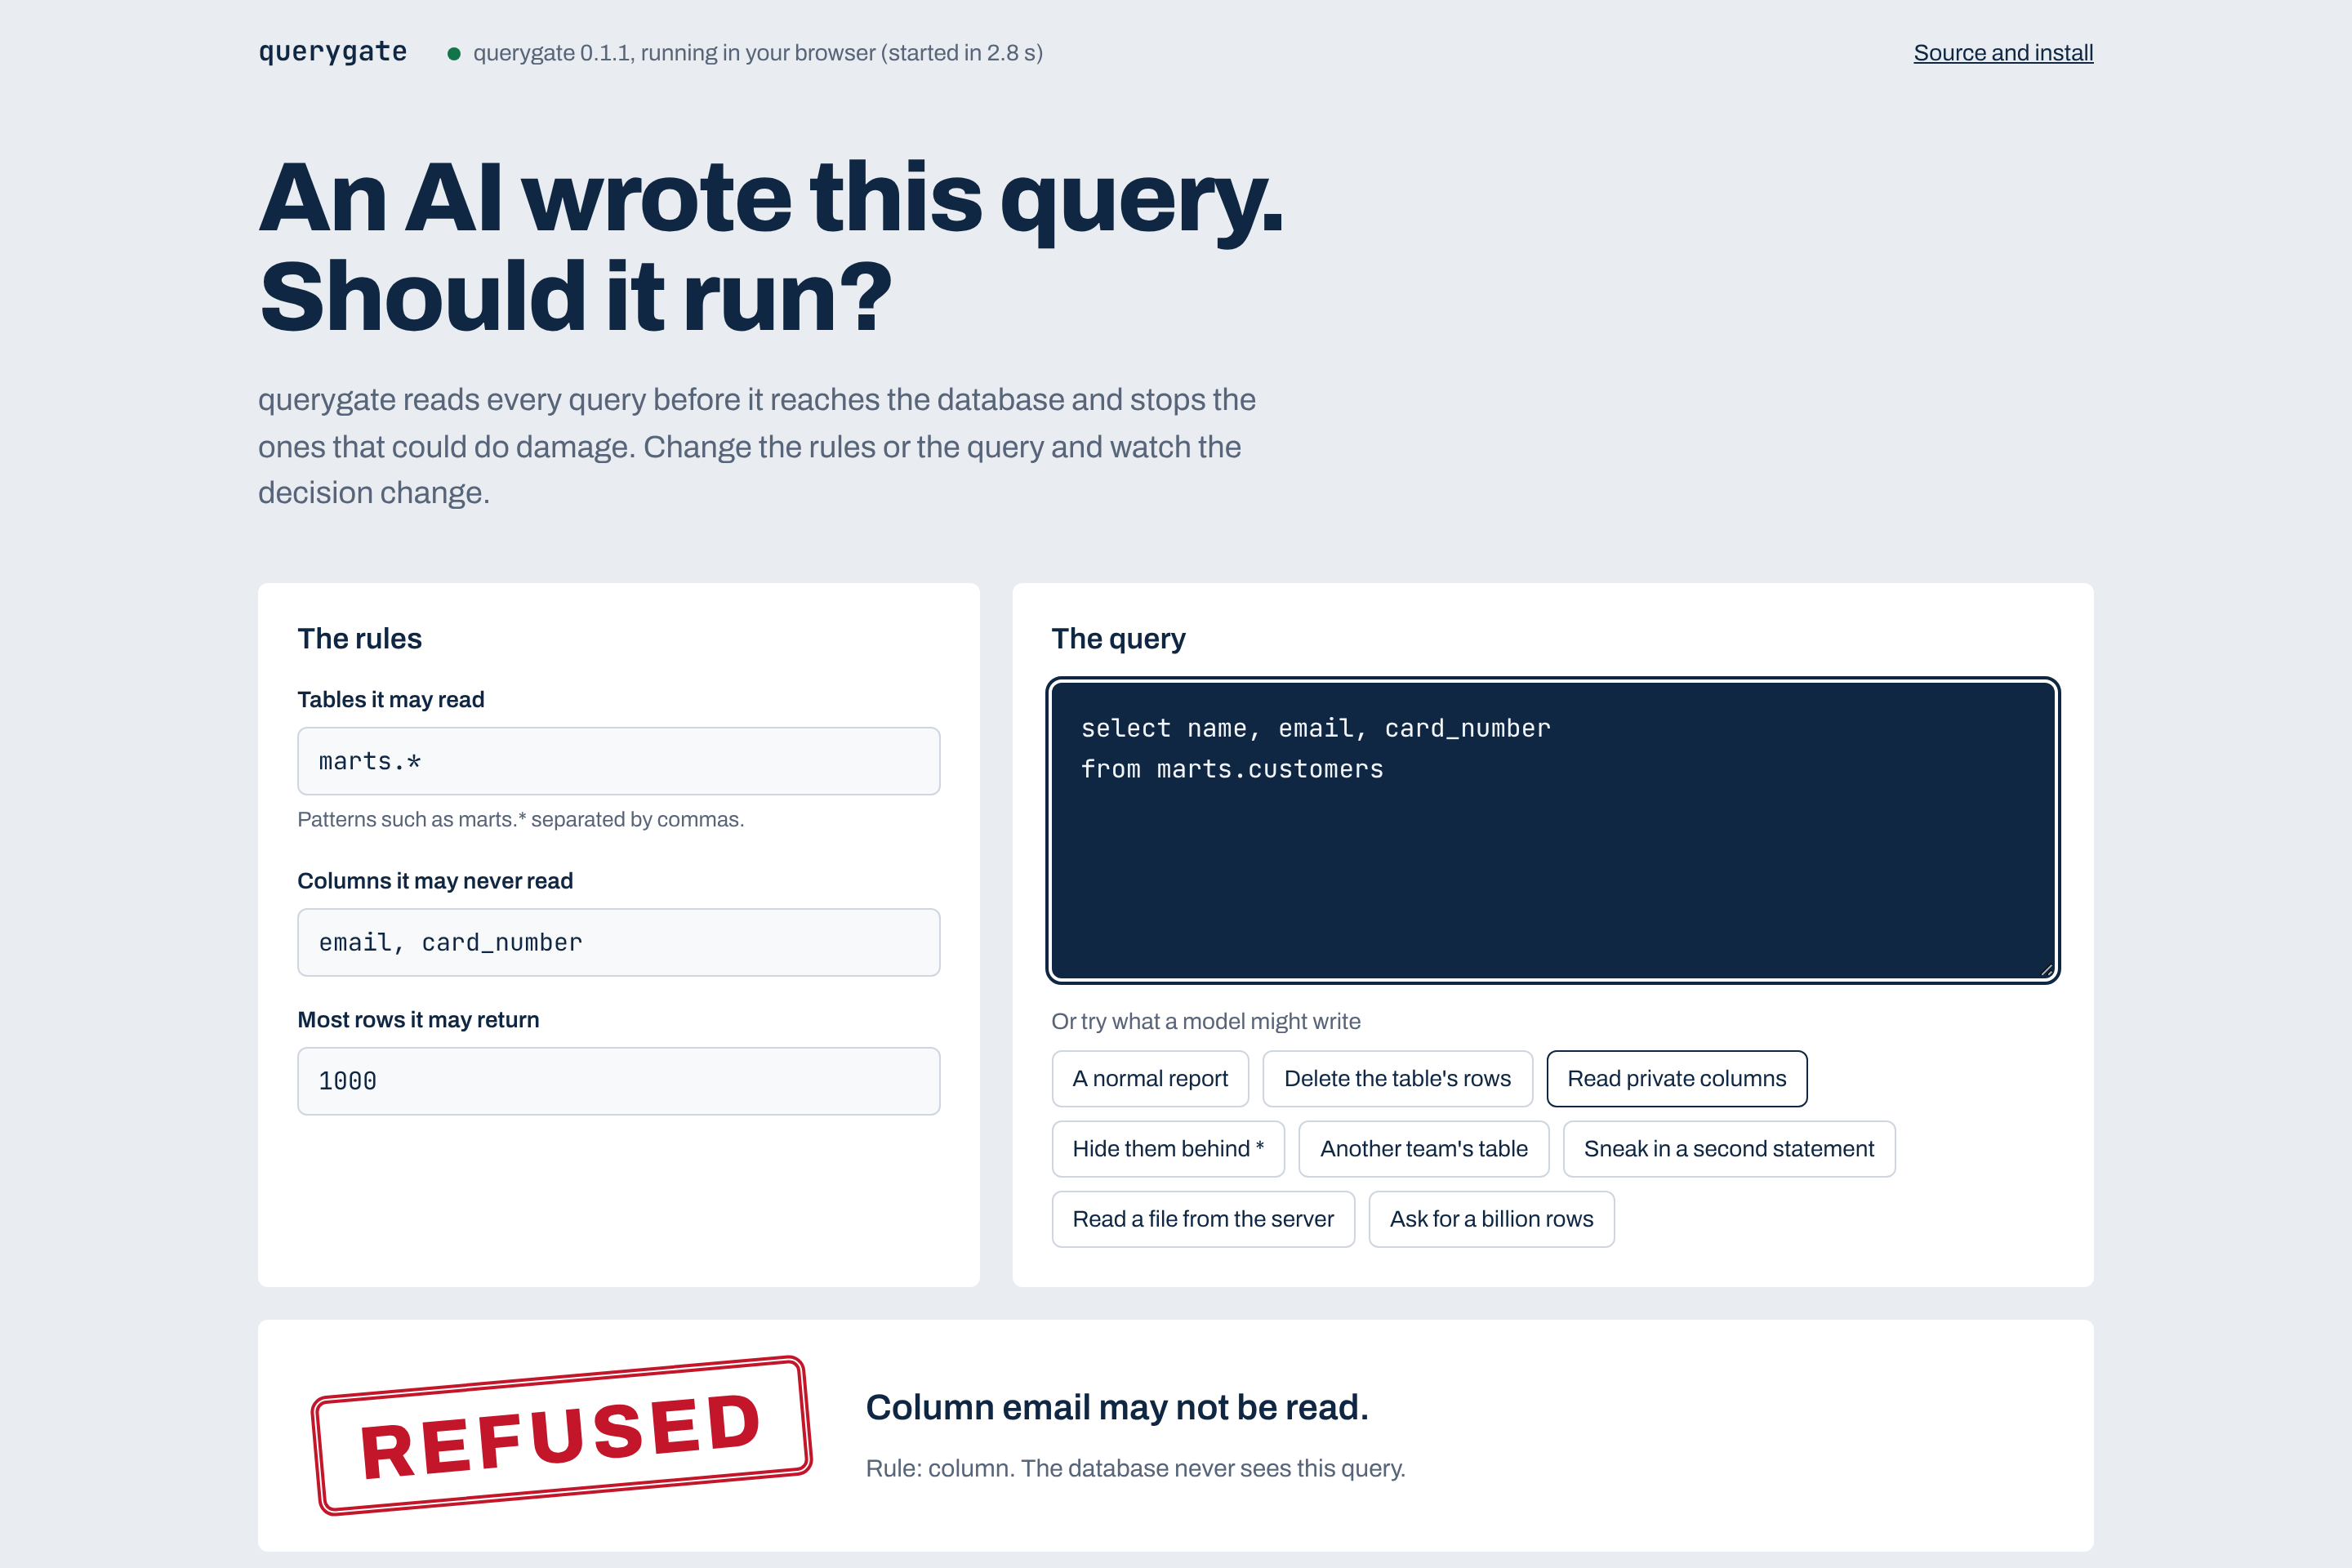 querygate
querygate 0.1.1, running in your browser (started in 2.8 s)
Source and install
An AI wrote this query.
Should it run?
querygate reads every query before it reaches the database and stops the
ones that could do damage. Change the rules or the query and watch the
decision change.
The rules
Tables it may read
marts.*
Patterns such as marts.* separated by commas.
Columns it may never read
email, card_number
Most rows it may return
1000
The query
select name, email, card_number
from marts.customers
Or try what a model might write
A normal report
Delete the table's rows
Read private columns
Hide them behind *
Another team's table
Sneak in a second statement
Read a file from the server
Ask for a billion rows
REFUSED
Column email may not be read.
Rule: column. The database never sees this query.